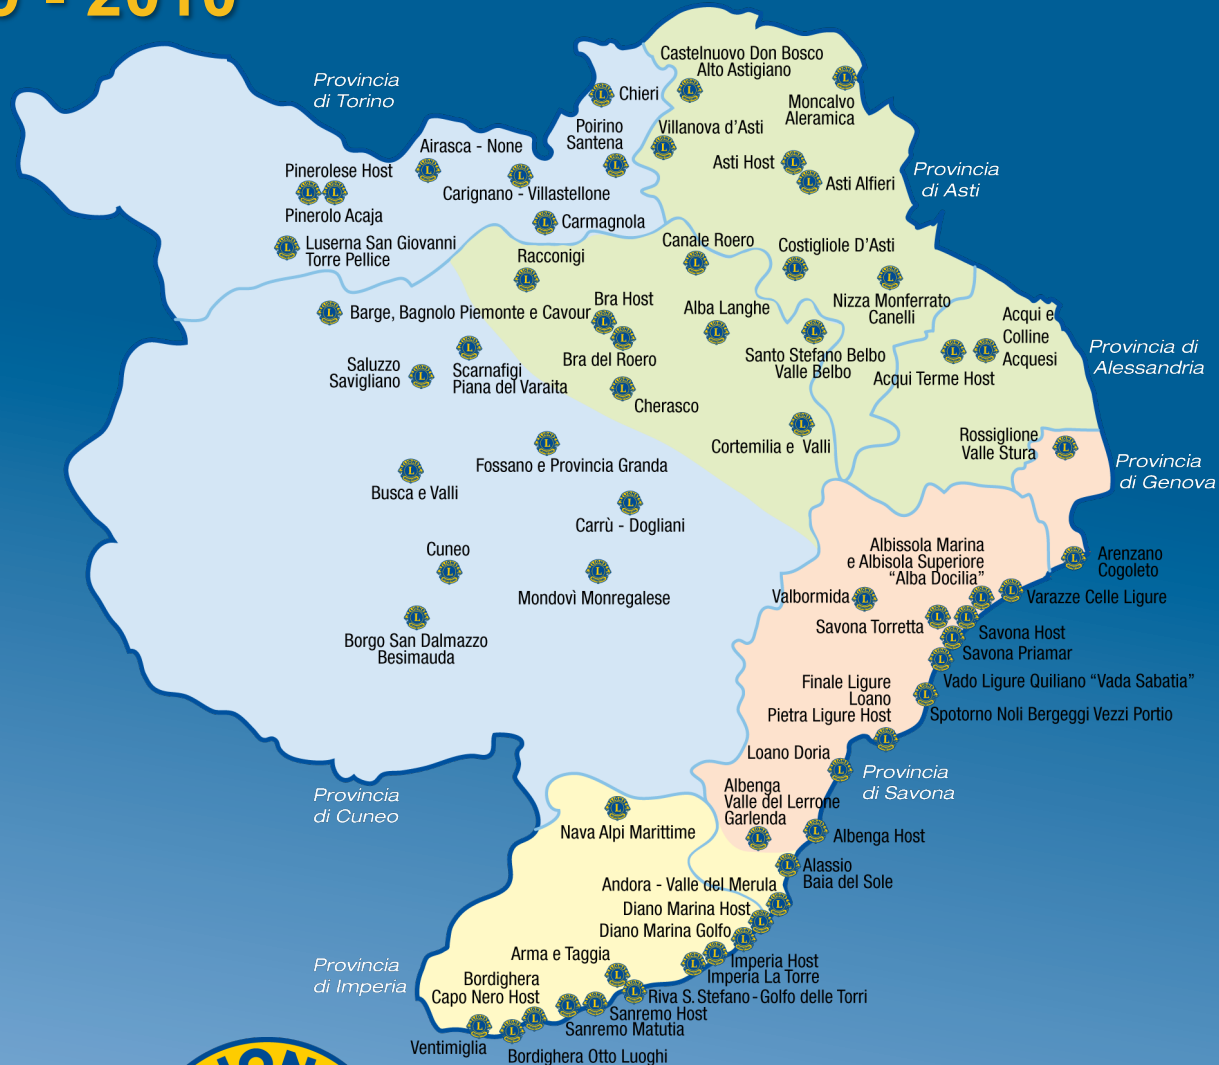 - 2010
Provincia
di Torino
Chieri
Castelnuovo Don Bosco
Alto Astigiano
Moncalvo
Aleramica
Poirino
Santena
Villanova d'Asti
Airasca - None
Asti Host
Asti Alfieri
Provincia
di Asti
Pinerolese Host
Carignano - Villastellone
Pinerolo Acaja
Carmagnola
Luserna San Giovanni
Torre Pellice
Racconigi
Canale Roero
Costigliole D'Asti
Barge, Bagnolo Piemonte e Cavour
Bra Host
Alba Langhe
Nizza Monferrato
Canelli
Acqui e
Colline
Acquesi
Bra del Roero
Santo Stefano Belbo
Valle Belbo
Acqui Terme Host
Provincia di
Alessandria
Saluzzo
Savigliano
Scarnafigi
Piana del Varaita
Cherasco
Cortemilia e Valli
Rossiglione
Valle Stura
Provincia
di Genova
Fossano e Provincia Granda
Busca e Valli
Carrù - Dogliani
Cuneo
Mondovì Monregalese
Borgo San Dalmazzo
Besimauda
Albissola Marina
e Albisola Superiore
“Alba Docilia”
Arenzano
Cogoleto
Valbormida
Varazze Celle Ligure
Savona Torretta
Savona Host
Savona Priamar
Finale Ligure
Loano
Pietra Ligure Host
Vado Ligure Quiliano “Vada Sabatia”
Spotorno Noli Bergeggi Vezzi Portio
Loano Doria
Provincia
di Savona
Provincia
di Cuneo
Albenga
Valle del Lerrone
Garlenda
Nava Alpi Marittime
Albenga Host
Alassio
Baia del Sole
Andora - Valle del Merula
Diano Marina Host
Diano Marina Golfo
Arma e Taggia
Imperia Host
Imperia La Torre
Provincia
di Imperia
Bordighera
Capo Nero Host
Riva S. Stefano - Golfo delle Torri
Sanremo Host
Sanremo Matutia
Ventimiglia
Bordighera Otto Luoghi
ION